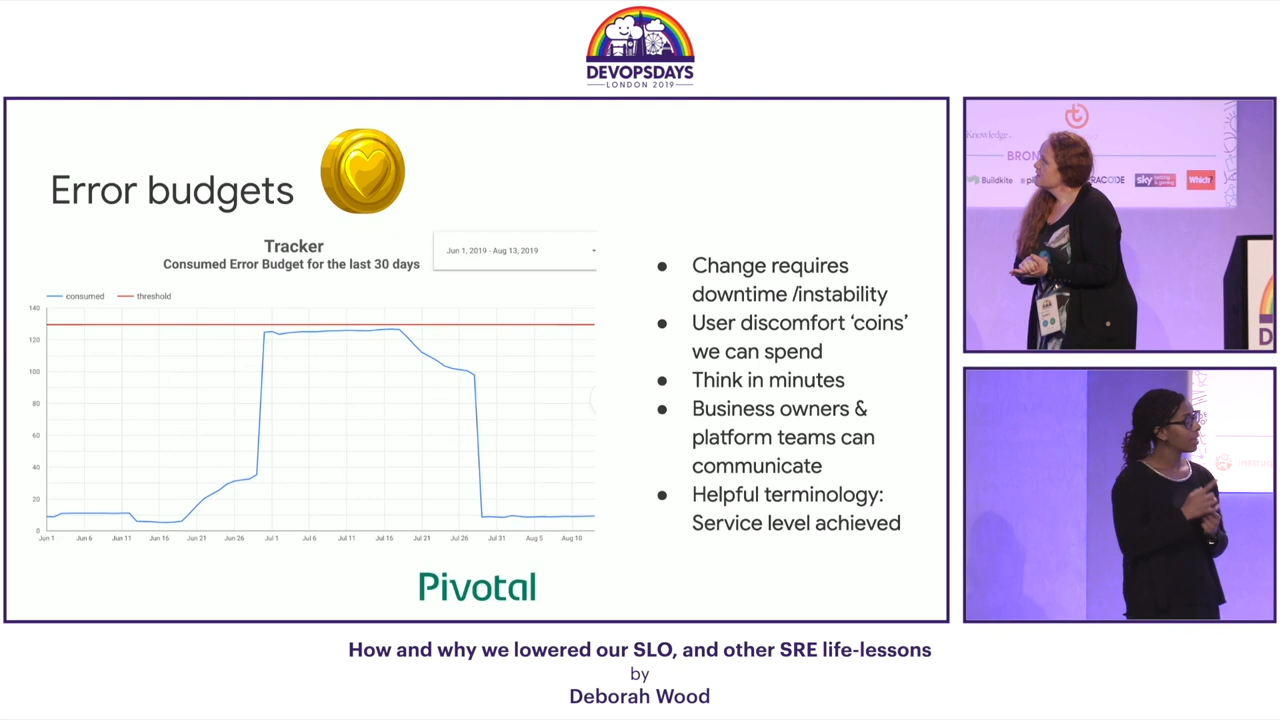 DEVOPSDAYS
LONDON 2019
Error budgets
Tracker
Consumed Error Budget for the last 30 days
Jun 1, 2019 - Aug 13, 2019
consumed
threshold
140
120
100
80
60
40
20
0
Jun 1
Jun 6
Jun 11
Jun 16
Jun 21
Jun 26
Jul 1
Jul 6
Jul 11
Jul 16
Jul 21
Jul 26
Jul 31
Aug 5
Aug 10
● Change requires
downtime /instability
● User discomfort ‘coins’
we can spend
● Think in minutes
● Business owners &
platform teams can
communicate
● Helpful terminology:
Service level achieved
Pivotal
Knowledge.
BRON
Buildkite
sky
Which?
D
How and why we lowered our SLO, and other SRE life-lessons
by
Deborah Wood